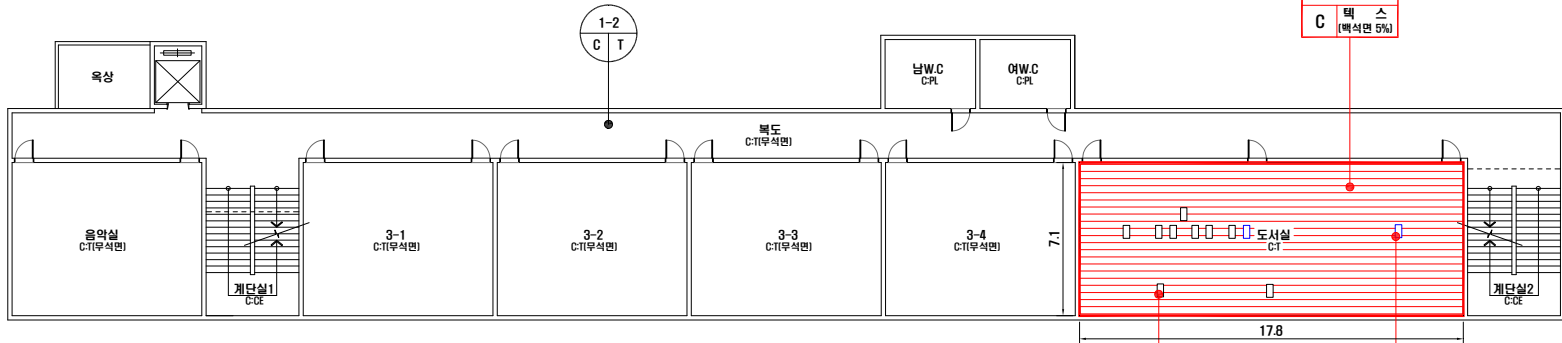 텍 스
C
(백석면 5%)
1-2
C T
옥상
남W.C
C:PL
여W.C
C:PL
복도
C:T(무석면)
음악실
C:T(무석면)
3-1
C:T(무석면)
3-2
C:T(무석면)
3-3
C:T(무석면)
3-4
C:T(무석면)
7.1
도서실
C:T
계단실1
C:CE
계단실2
C:CE
17.8